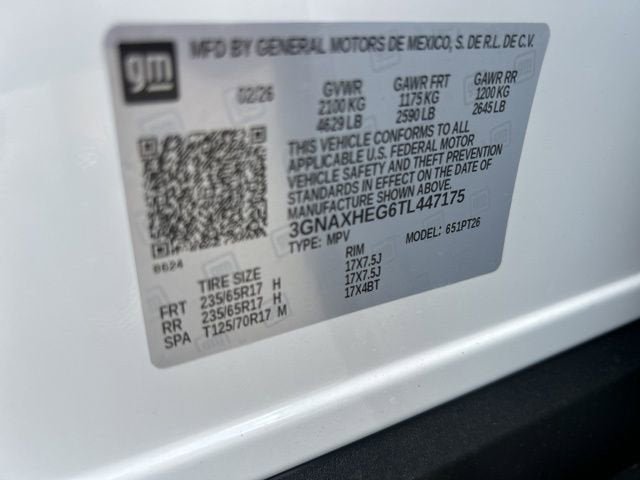 gm
MFD BY GENERAL MOTORS DE MEXICO, S. DE R.L. DE C.V.
02/26 GVWR GAWR FRT GAWR RR
2100 KG 1175 KG 1200 KG
4629 LB 2590 LB 2645 LB
THIS VEHICLE CONFORMS TO ALL
APPLICABLE U.S. FEDERAL MOTOR
VEHICLE SAFETY AND THEFT PREVENTION
STANDARDS IN EFFECT ON THE DATE OF
MANUFACTURE SHOWN ABOVE.
3GNAXHEG6TL447175
TYPE: MPV MODEL: 651PT26
6624
TIRE SIZE RIM
FRT 235/65R17 H 17X7.5J
RR 235/65R17 H 17X7.5J
SPA T125/70R17 M 17X4BT